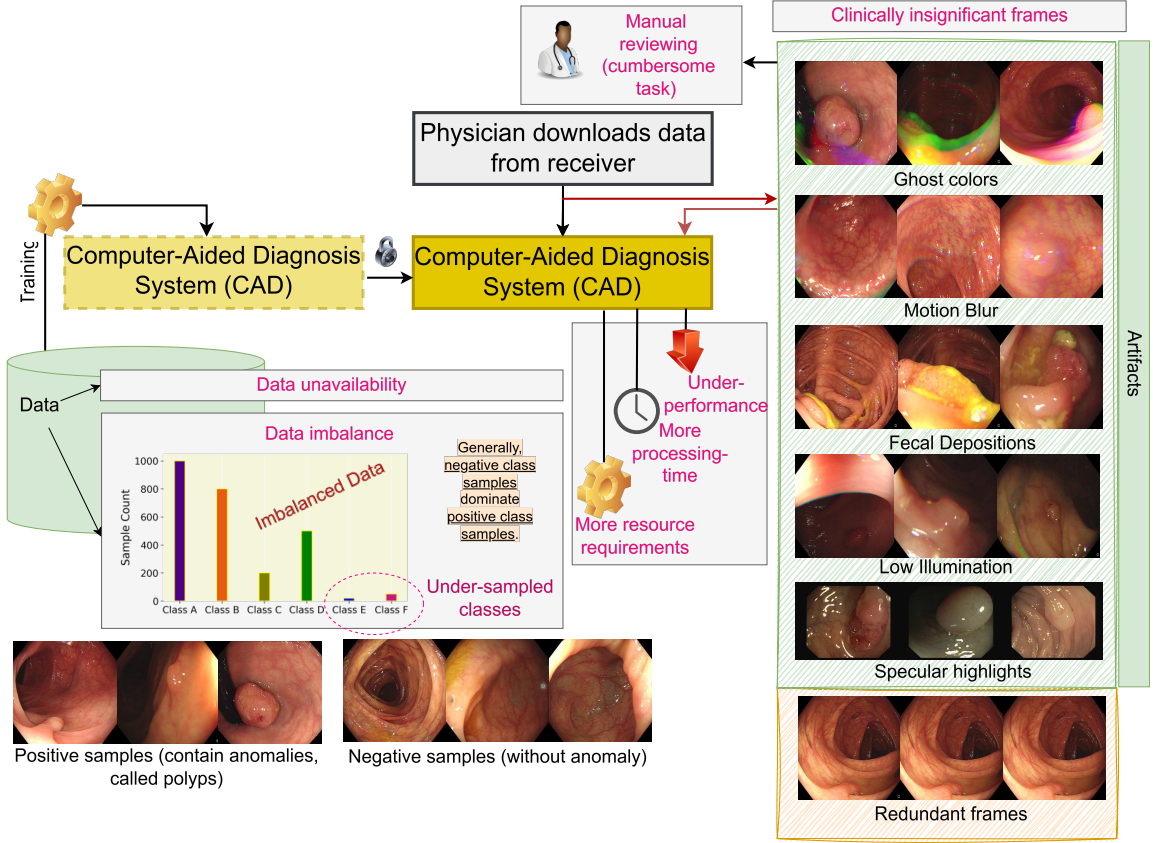 Clinically insignificant frames
Manual
reviewing
(cumbersome
task)
Physician downloads data
from receiver
Ghost colors
Training
Computer-Aided Diagnosis
System (CAD)
Computer-Aided Diagnosis
System (CAD)
Motion Blur
Artifacts
Data unavailability
Data
Under-
performance
More
processing-
time
More resource
requirements
Fecal Depositions
Data imbalance
Generally,
negative class
samples
dominate
positive class
samples.
Imbalanced Data
Sample Count
1000
800
600
400
200
0
Class A
Class B
Class C
Class D
Class E
Class F
Under-sampled
classes
Low Illumination
Specular highlights
Positive samples (contain anomalies,
called polyps)
Negative samples (without anomaly)
Redundant frames